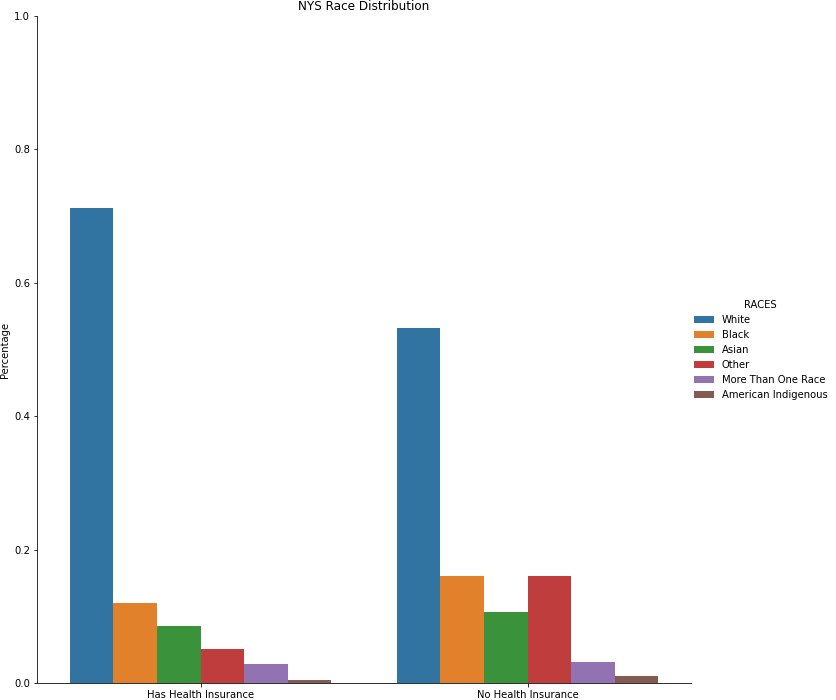 NYS Race Distribution
1.0
0.8
0.6
0.4
0.2
0.0
Percentage
Has Health Insurance
No Health Insurance
RACES
White
Black
Asian
Other
More Than One Race
American Indigenous